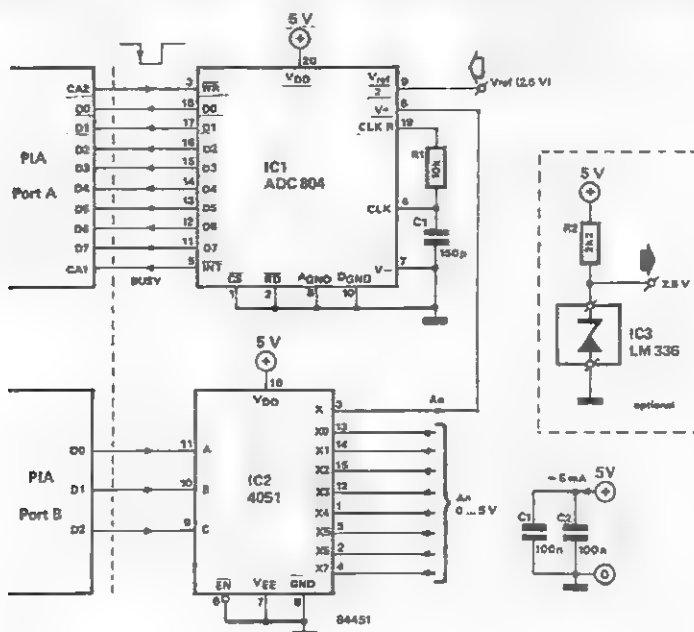 5 V
20
VDD
CA2
3
WR
Vref/2
9
Vref (2.5 V)
D0
18
D0
V+
6
D1
17
D1
CLK R
19
D2
16
D2
PIA
Port A
D3
15
D3
IC1
ADC 804
R1
10k
D4
14
D4
D5
13
D5
CLK
4
C1
150p
D6
12
D6
D7
11
D7
CA1
5
INT
V–
7
BUSY
CS
RD
AGND
DGND
1
2
8
10
5 V
R2
2k2
2.5 V
IC3
LM 336
optional
5 V
16
VDD
X
3
X0
13
D0
11
A
X1
14
X2
15
PIA
Port B
D1
10
B
IC2
4051
X3
12
X4
1
An
0 ... 5 V
D2
9
C
X5
5
X6
2
X7
4
EN
VEE
GND
6
7
8
84451
~ 5 mA
5V
C1
100n
C2
100n
0